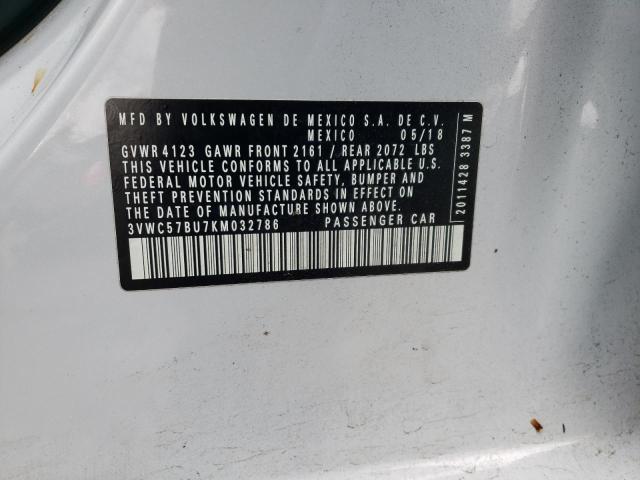 MFD BY VOLKSWAGEN DE MEXICO S.A. DE C.V.
MEXICO 05/18
GVWR 4123 GAWR FRONT 2161 / REAR 2072 LBS
THIS VEHICLE CONFORMS TO ALL APPLICABLE U.S.
FEDERAL MOTOR VEHICLE SAFETY, BUMPER AND
THEFT PREVENTION STANDARDS IN EFFECT ON
THE DATE OF MANUFACTURE SHOWN ABOVE.
3VWC57BU7KM032786 PASSENGER CAR
2011428 3387 M